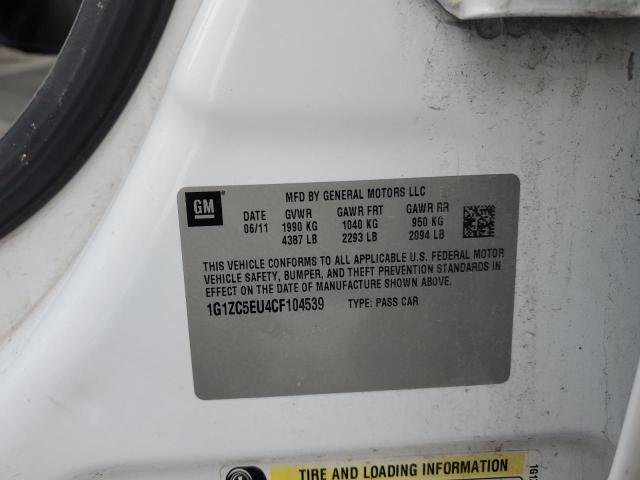 GM
MFD BY GENERAL MOTORS LLC
DATE GVWR GAWR FRT GAWR RR
06/11 1990 KG 1040 KG 950 KG
4387 LB 2293 LB 2094 LB
THIS VEHICLE CONFORMS TO ALL APPLICABLE U.S. FEDERAL MOTOR
VEHICLE SAFETY, BUMPER, AND THEFT PREVENTION STANDARDS IN
EFFECT ON THE DATE OF MANUFACTURE SHOWN ABOVE.
1G1ZC5EU4CF104539 TYPE: PASS CAR
TIRE AND LOADING INFORMATION